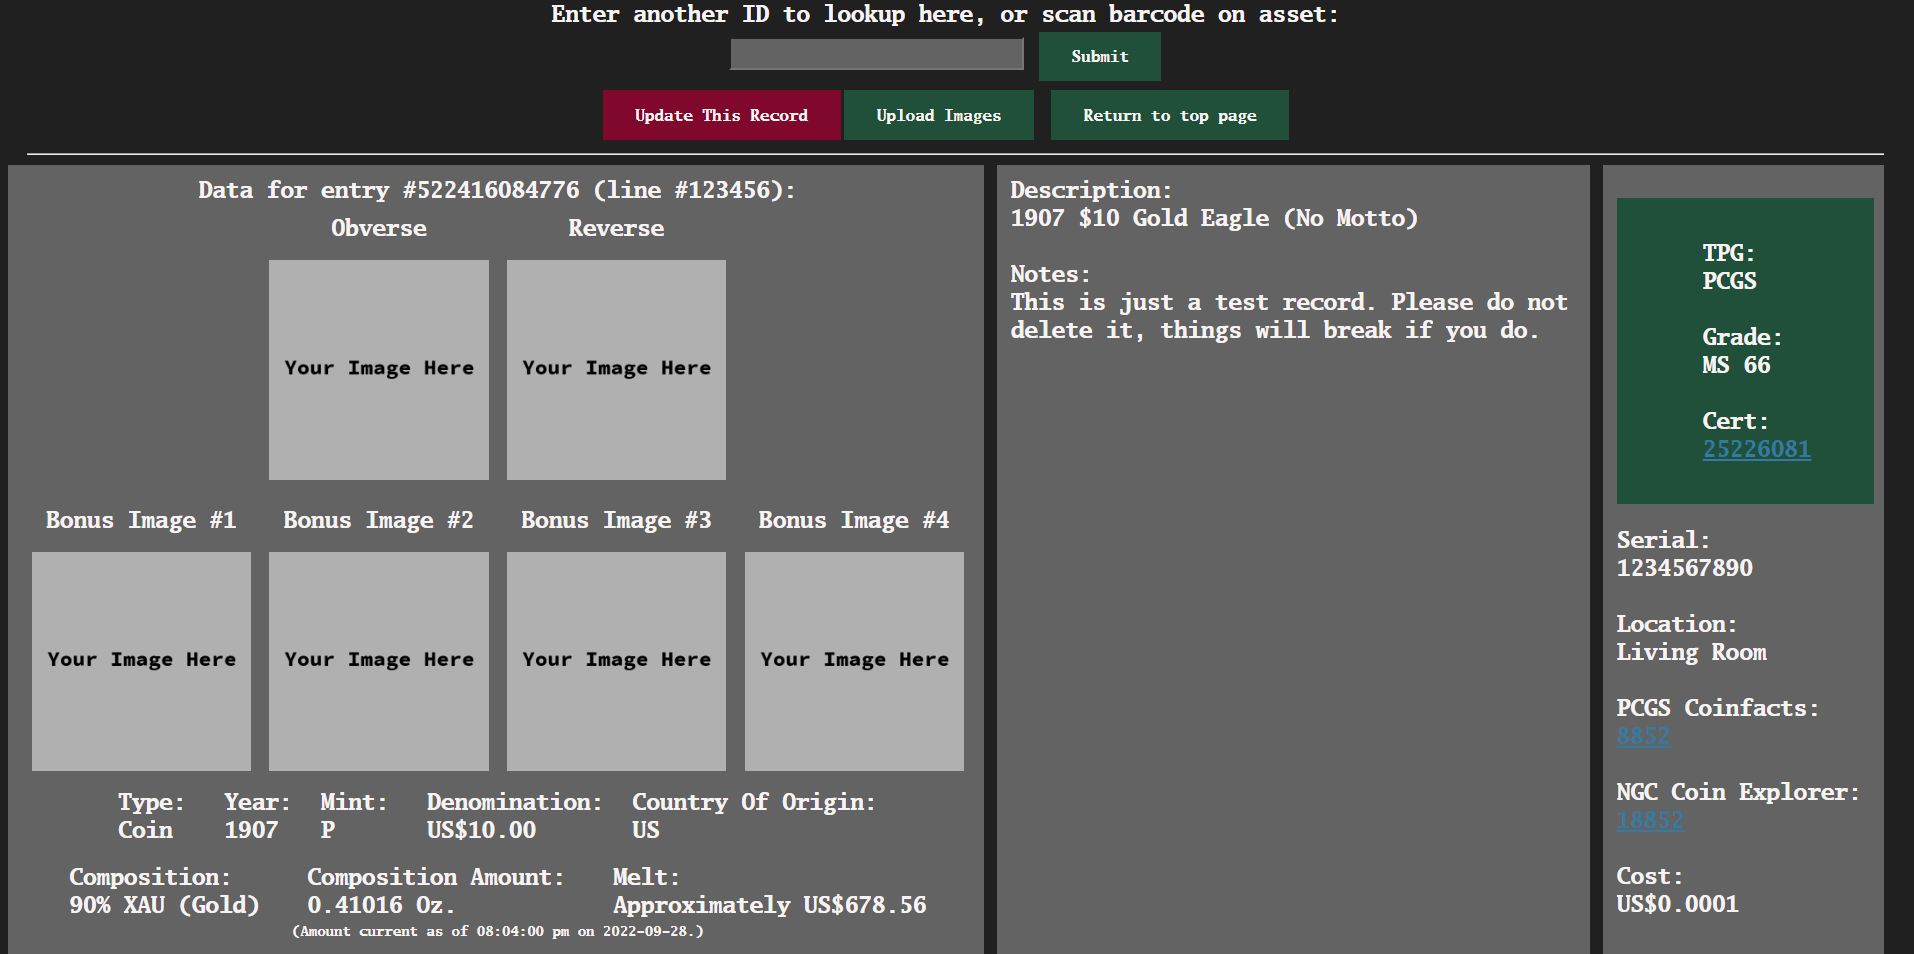 Enter another ID to lookup here, or scan barcode on asset:
Submit
Update This Record
Upload Images
Return to top page
Data for entry #522416084776 (line #123456):
Obverse Reverse
Your Image Here Your Image Here
Bonus Image #1 Bonus Image #2 Bonus Image #3 Bonus Image #4
Your Image Here Your Image Here Your Image Here Your Image Here
Type: Year: Mint: Denomination: Country Of Origin:
Coin 1907 P US$10.00 US
Composition: Composition Amount: Melt:
90% XAU (Gold) 0.41016 Oz. Approximately US$678.56
(Amount current as of 08:04:00 pm on 2022-09-28.)
Description:
1907 $10 Gold Eagle (No Motto)
Notes:
This is just a test record. Please do not
delete it, things will break if you do.
TPG:
PCGS
Grade:
MS 66
Cert:
25226081
Serial:
1234567890
Location:
Living Room
PCGS Coinfacts:
8852
NGC Coin Explorer:
18852
Cost:
US$0.0001